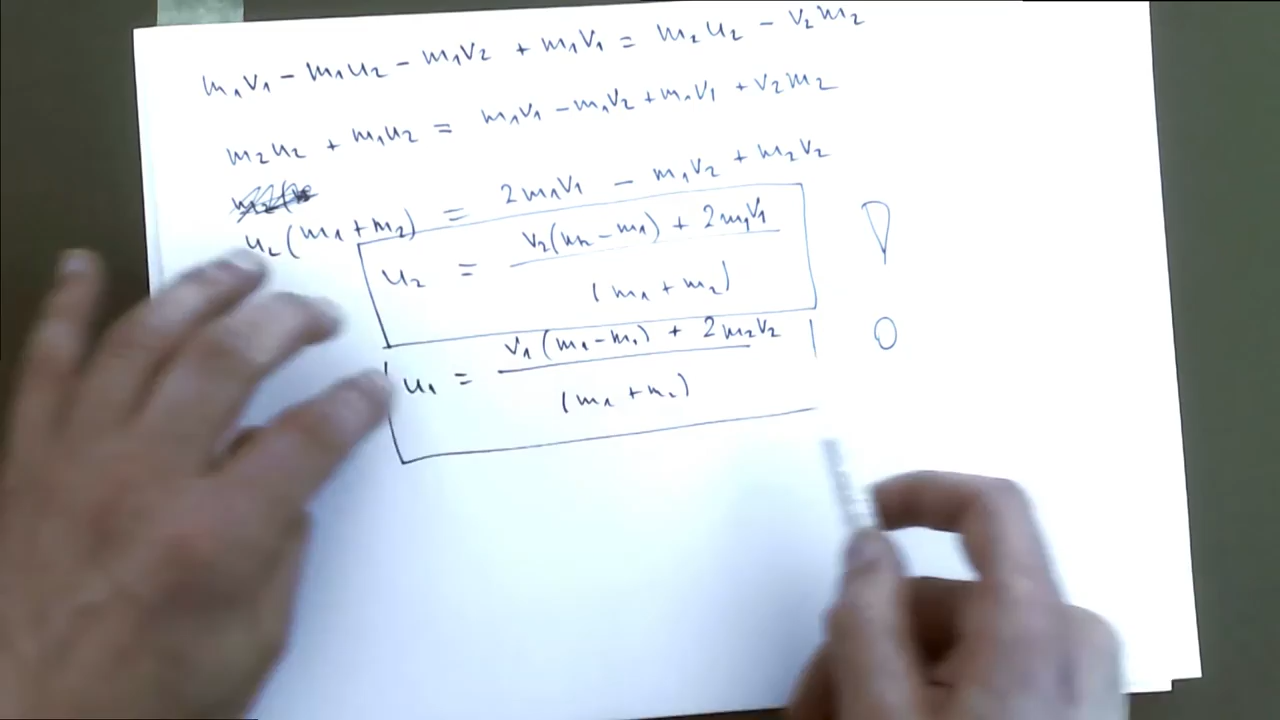 m₁v₁ - m₁u₂ - m₁v₂ + m₁v₁ = m₂u₂ - v₂m₂
m₂u₂ + m₁u₂ = m₁v₁ - m₁v₂ + m₁v₁ + v₂m₂
u₂(m₁+m₂) = 2m₁v₁ - m₁v₂ + m₂v₂
u₂ = v₂(m₂-m₁) + 2m₁v₁
(m₁+m₂)
u₁ = v₁(m₁-m₂) + 2m₂v₂
(m₁+m₂)